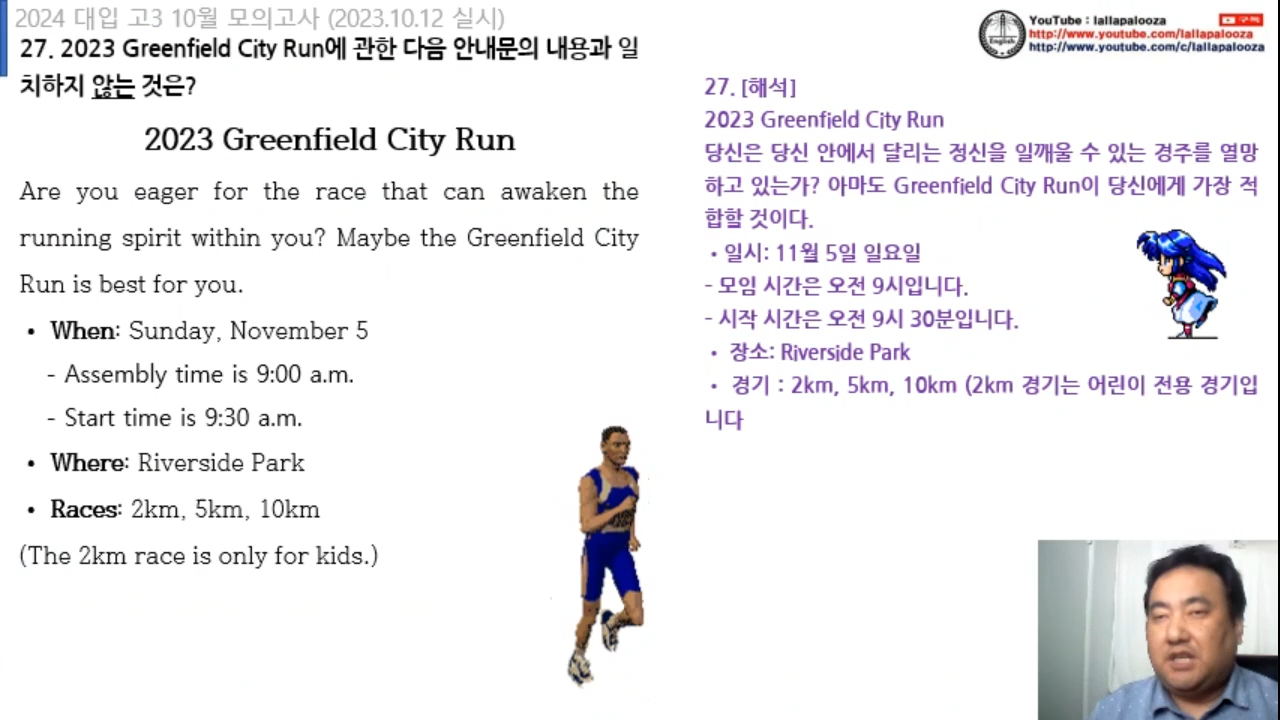 2024 대입 고3 10월 모의고사 (2023.10.12 실시)
27. 2023 Greenfield City Run에 관한 다음 안내문의 내용과 일
치하지 않는 것은?
2023 Greenfield City Run
Are you eager for the race that can awaken the
running spirit within you? Maybe the Greenfield City
Run is best for you.
• When: Sunday, November 5
- Assembly time is 9:00 a.m.
- Start time is 9:30 a.m.
• Where: Riverside Park
• Races: 2km, 5km, 10km
(The 2km race is only for kids.)
English
YouTube : lallapalooza
구독
http://www.youtube.com/lallapalooza
http://www.youtube.com/c/lallapalooza
27. [해석]
2023 Greenfield City Run
당신은 당신 안에서 달리는 정신을 일깨울 수 있는 경주를 열망
하고 있는가? 아마도 Greenfield City Run이 당신에게 가장 적
합할 것이다.
• 일시: 11월 5일 일요일
- 모임 시간은 오전 9시입니다.
- 시작 시간은 오전 9시 30분입니다.
• 장소: Riverside Park
• 경기 : 2km, 5km, 10km (2km 경기는 어린이 전용 경기입
니다